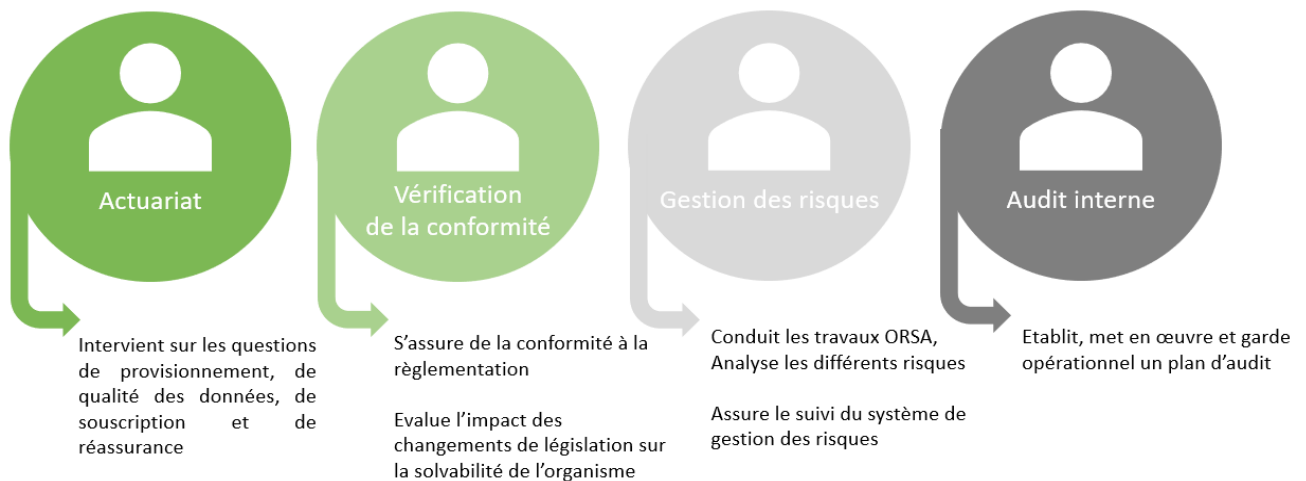 Actuariat
Intervient sur les questions
de provisionnement, de
qualité des données, de
souscription et de
réassurance
Vérification
de la conformité
S’assure de la conformité à la
règlementation
Evalue l’impact des
changements de législation sur
la solvabilité de l’organisme
Gestion des risques
Conduit les travaux ORSA,
Analyse les différents risques
Assure le suivi du système de
gestion des risques
Audit interne
Etablit, met en œuvre et garde
opérationnel un plan d’audit